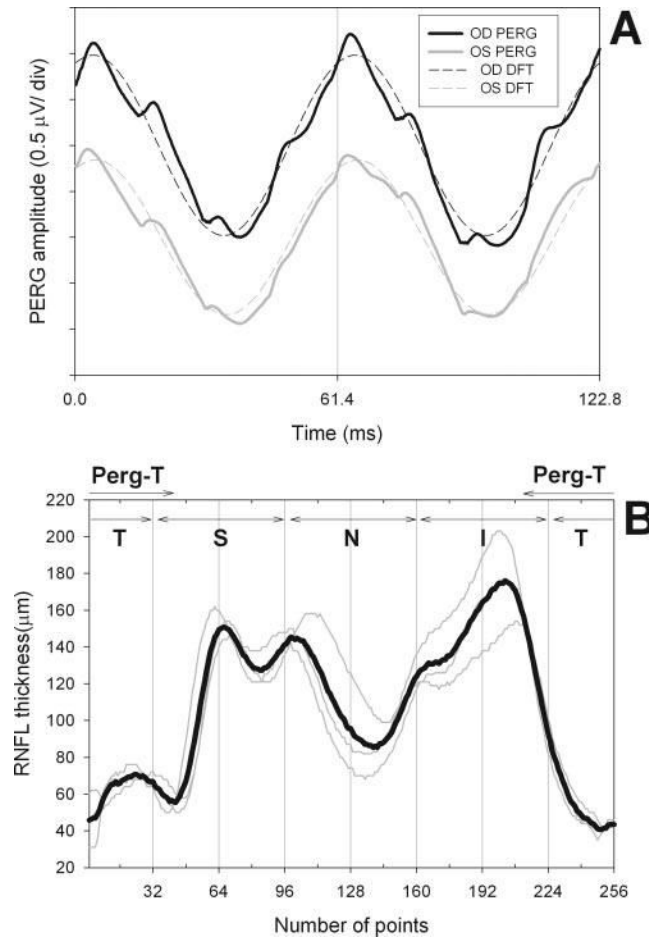 A
OD PERG
OS PERG
OD DFT
OS DFT
PERG amplitude (0.5 µV/ div)
0.0 61.4 122.8
Time (ms)
Perg-T Perg-T
B
T S N I T
220
200
180
160
140
120
100
80
60
40
20
RNFL thickness(µm)
32 64 96 128 160 192 224 256
Number of points